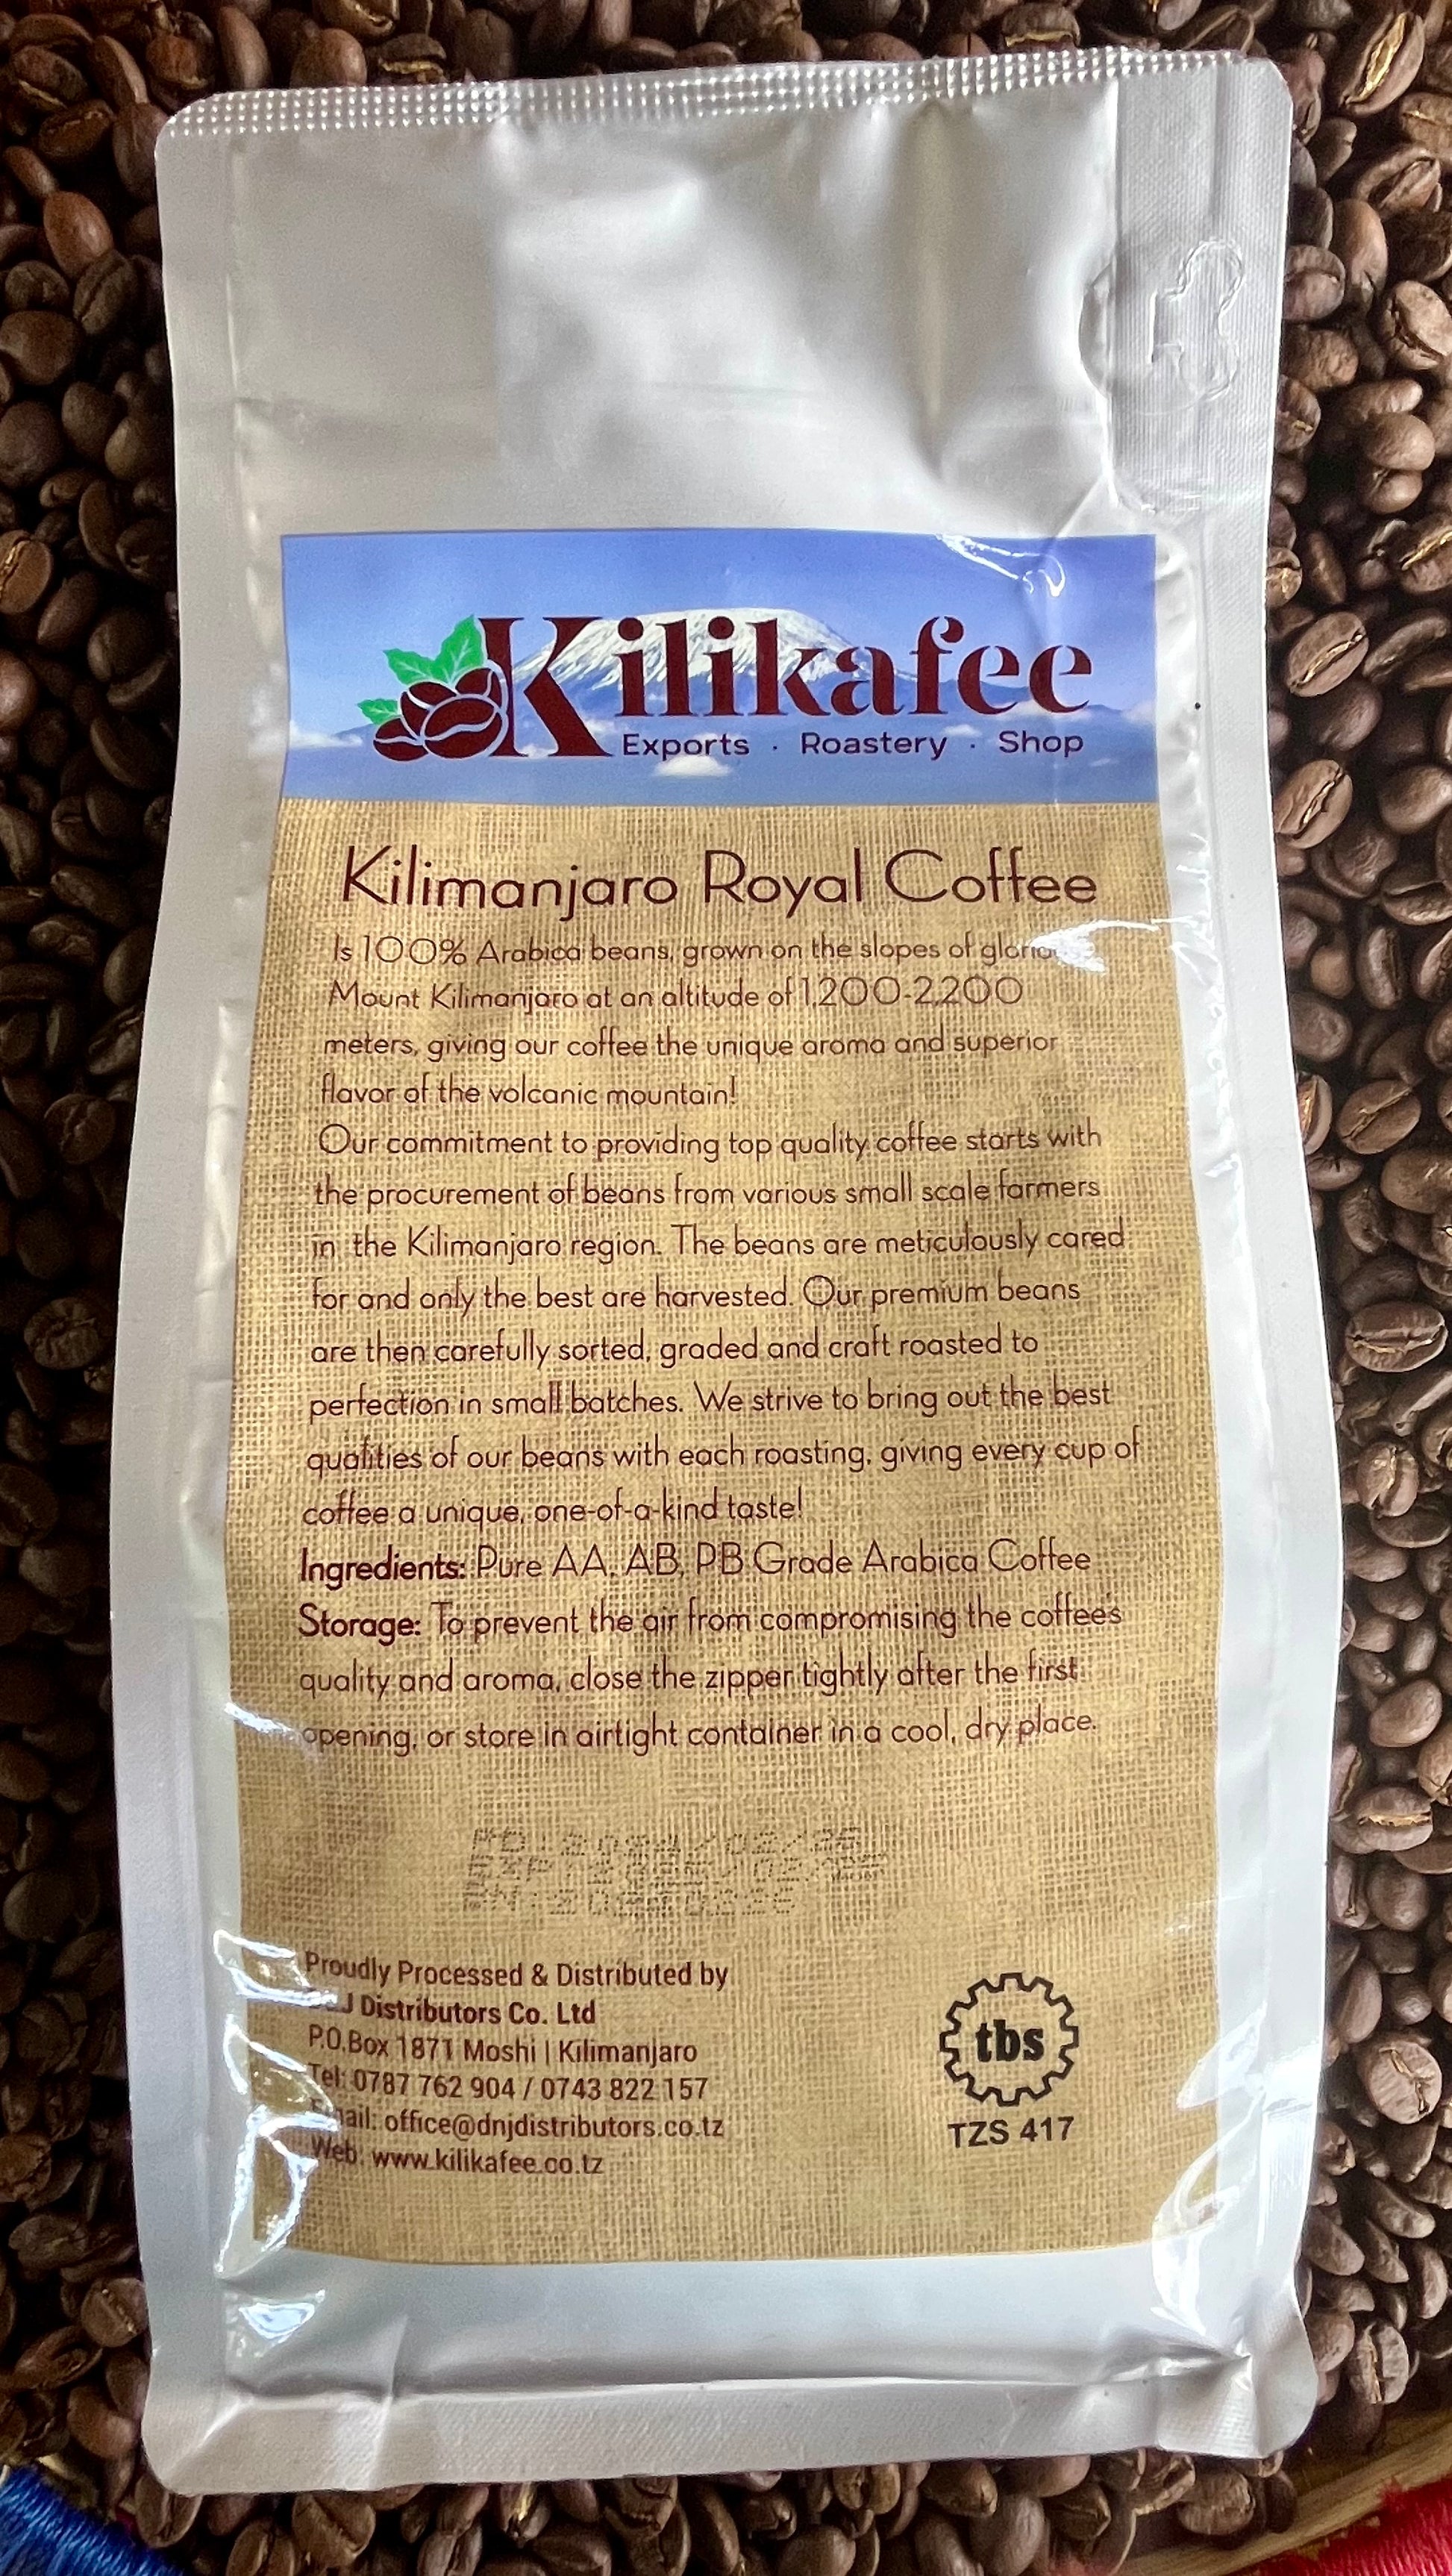 Kilikafee
Exports · Roastery · Shop
Kilimanjaro Royal Coffee
Is 100% Arabica beans, grown on the slopes of
Mount Kilimanjaro at an altitude of 1,200-2,200
meters, giving our coffee the unique aroma and superior
flavor of the volcanic mountain!
Our commitment to providing top quality coffee starts with
the procurement of beans from various small scale farmers
in the Kilimanjaro region. The beans are meticulously cared
for and only the best are harvested. Our premium beans
are then carefully sorted, graded and craft roasted to
perfection in small batches. We strive to bring out the best
qualities of our beans with each roasting, giving every cup of
coffee a unique, one-of-a-kind taste!
Ingredients: Pure AA, AB, PB Grade Arabica Coffee
Storage: To prevent the air from compromising the coffee's
quality and aroma, close the zipper tightly after the first
opening, or store in airtight container in a cool, dry place.
Proudly Processed & Distributed by
Distributors Co. Ltd
P.O.Box 1871 Moshi | Kilimanjaro
Tel: 0787 762 904 / 0743 822 157
Email: office@dnjdistributors.co.tz
Web: www.kilikafee.co.tz
tbs
TZS 417